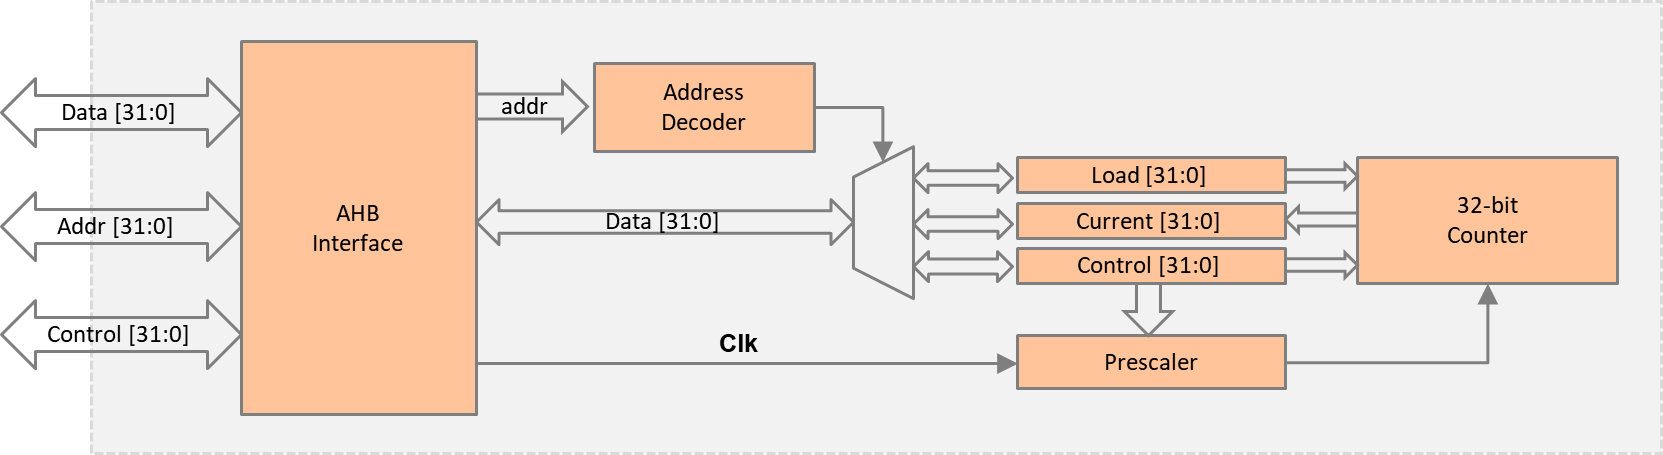 Data [31:0]
Addr [31:0]
Control [31:0]
AHB
Interface
addr
Address
Decoder
Data [31:0]
Clk
Load [31:0]
Current [31:0]
Control [31:0]
Prescaler
32-bit
Counter